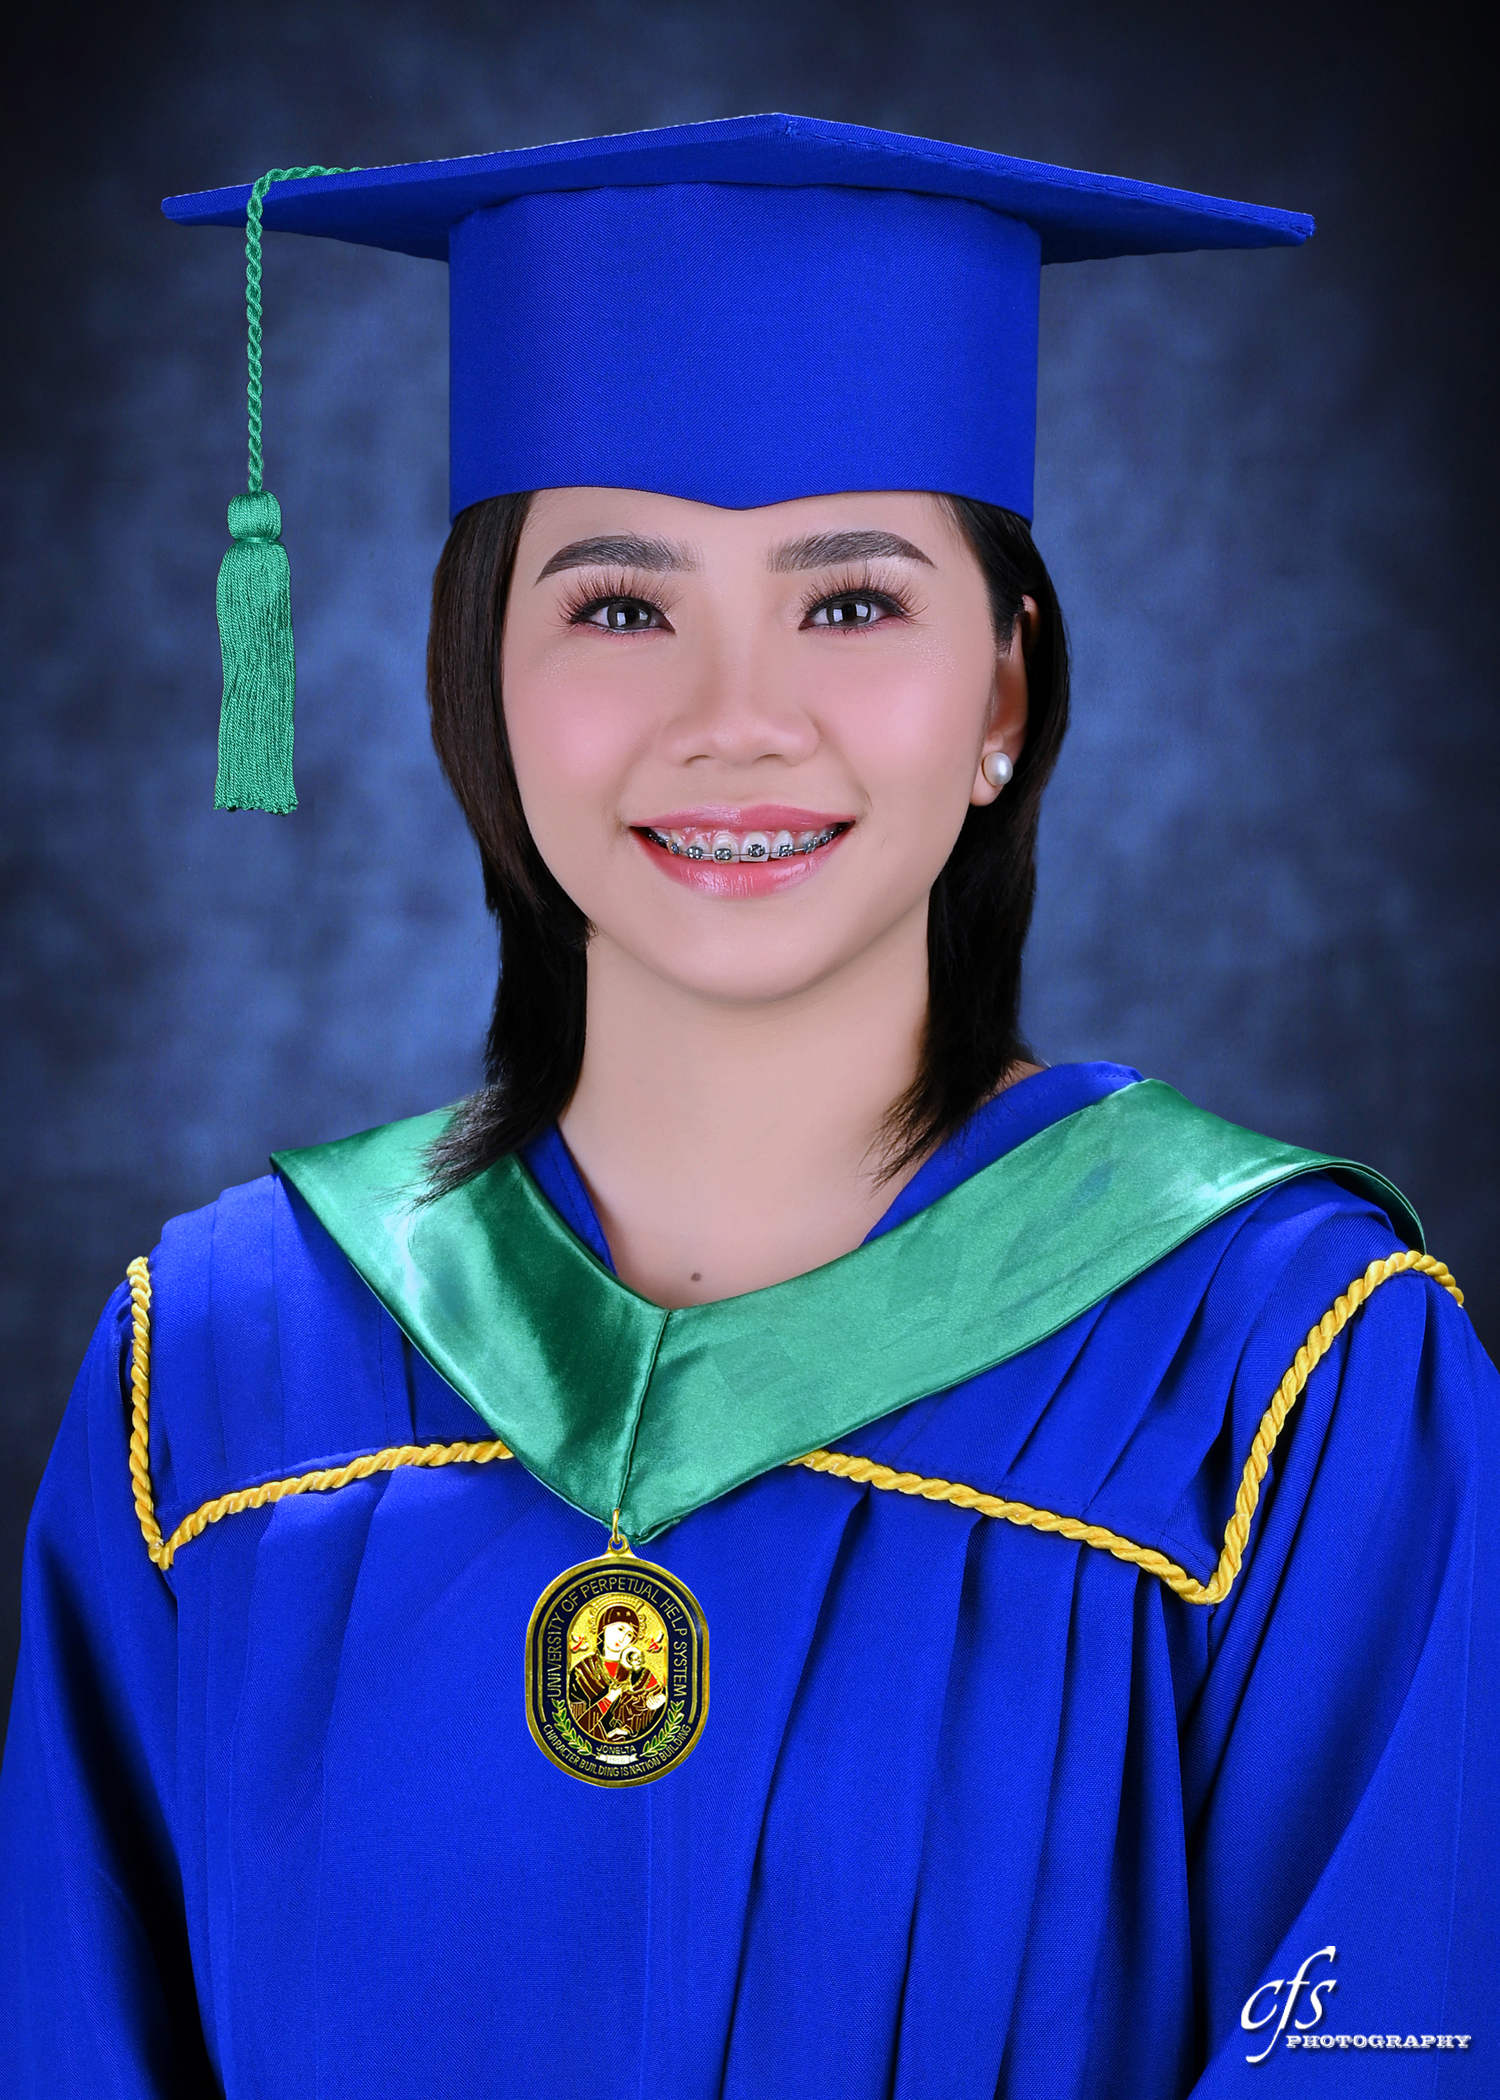 UNIVERSITY OF PERPETUAL HELP SYSTEM
JONELTA
CHARACTER BUILDING IS NATION BUILDING
cfs
PHOTOGRAPHY